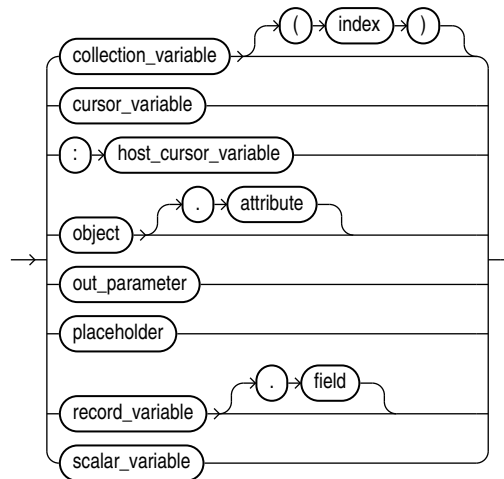 ( index )
collection_variable
cursor_variable
: host_cursor_variable
. attribute
object
out_parameter
placeholder
. field
record_variable
scalar_variable